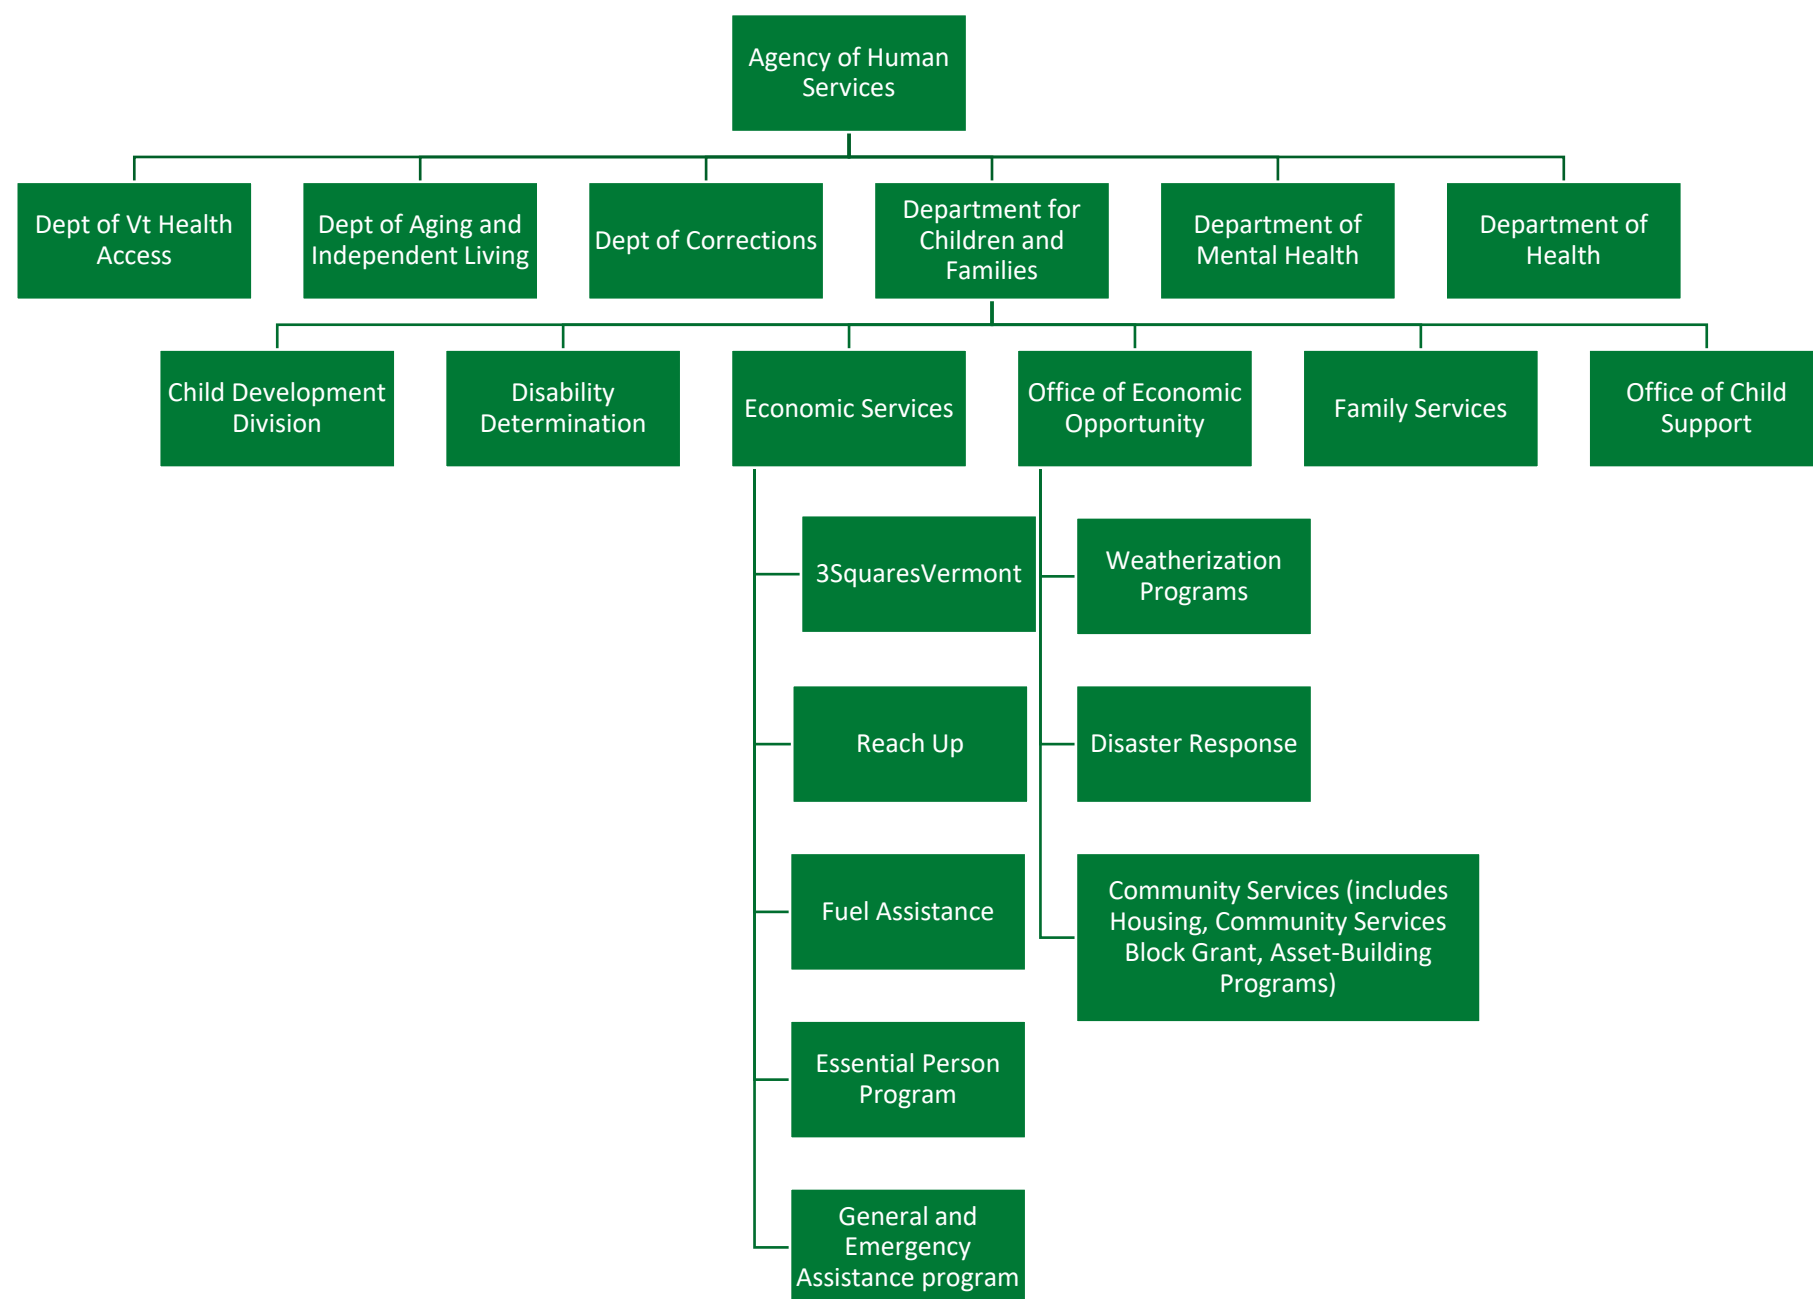 Agency of Human
Services
Dept of Vt Health
Access
Dept of Aging and
Independent Living
Dept of Corrections
Department for
Children and
Families
Department of
Mental Health
Department of
Health
Child Development
Division
Disability
Determination
Economic Services
Office of Economic
Opportunity
Family Services
Office of Child
Support
3SquaresVermont
Reach Up
Fuel Assistance
Essential Person
Program
General and
Emergency
Assistance program
Weatherization
Programs
Disaster Response
Community Services (includes
Housing, Community Services
Block Grant, Asset-Building
Programs)